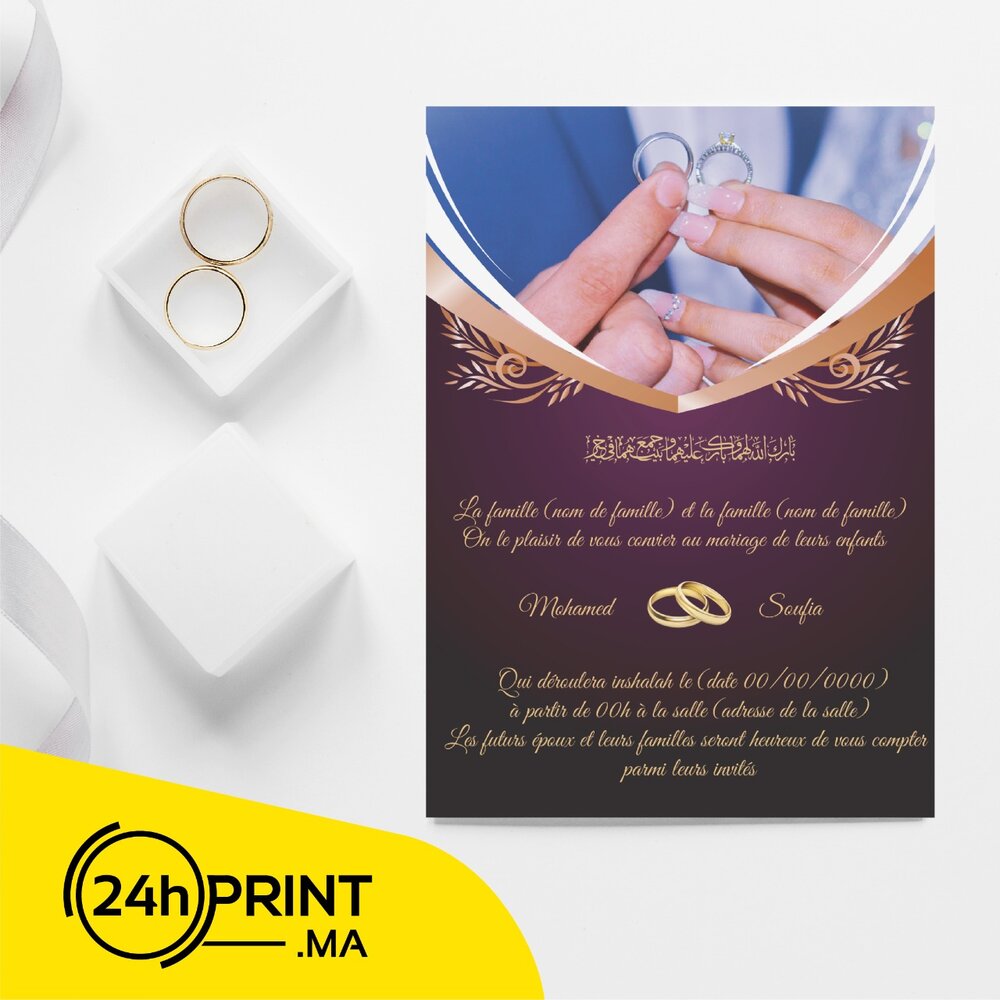 بارك الله لهما وبارك عليهما وجمع بينهما في خير
La famille (nom de famille) et la famille (nom de famille)
On le plaisir de vous convier au mariage de leurs enfants
Mohamed Soufia
Qui déroulera inshalah le (date 00/00/0000)
à partir de 00h à la salle (adresse de la salle)
Les futurs époux et leurs familles seront heureux de vous compter
parmi leurs invités
24h PRINT
.MA